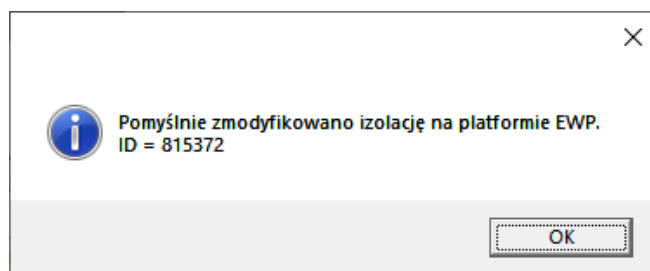 Pomyślnie zmodyfikowano izolację na platformie EWP.
ID = 815372
OK